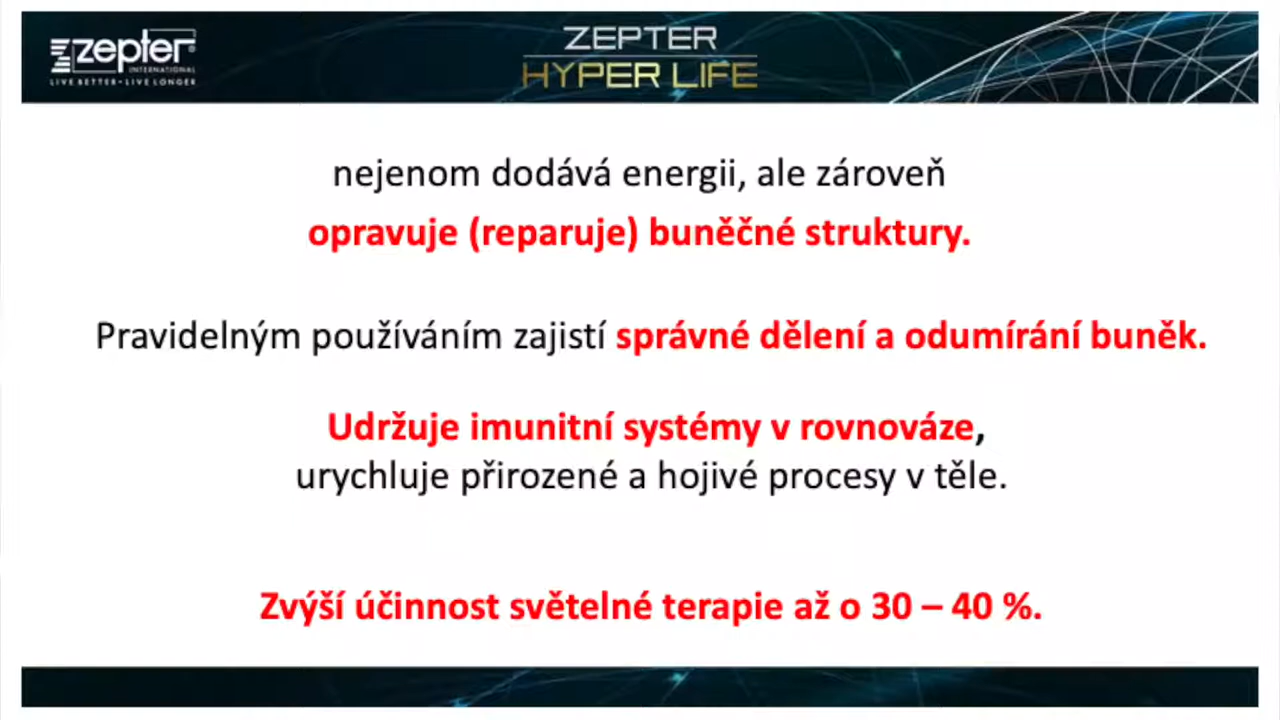 zepter
INTERNATIONAL
LIVE BETTER • LIVE LONGER
ZEPTER
HYPER LIFE
nejenom dodává energii, ale zároveň
opravuje (reparuje) buněčné struktury.
Pravidelným používáním zajistí správné dělení a odumírání buněk.
Udržuje imunitní systémy v rovnováze,
urychluje přirozené a hojivé procesy v těle.
Zvýší účinnost světelné terapie až o 30 – 40 %.